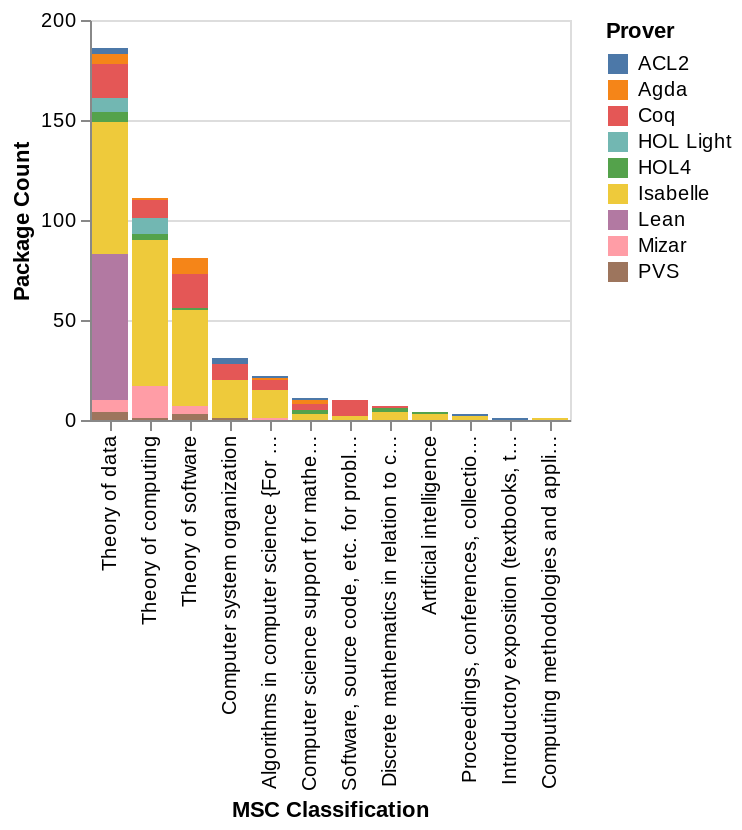 200
150
100
50
0
Package Count
Theory of data
Theory of computing
Theory of software
Computer system organization
Algorithms in computer science {For …
Computer science support for mathe…
Software, source code, etc. for probl…
Discrete mathematics in relation to c…
Artificial intelligence
Proceedings, conferences, collectio…
Introductory exposition (textbooks, t…
Computing methodologies and appli…
MSC Classification
Prover
ACL2
Agda
Coq
HOL Light
HOL4
Isabelle
Lean
Mizar
PVS